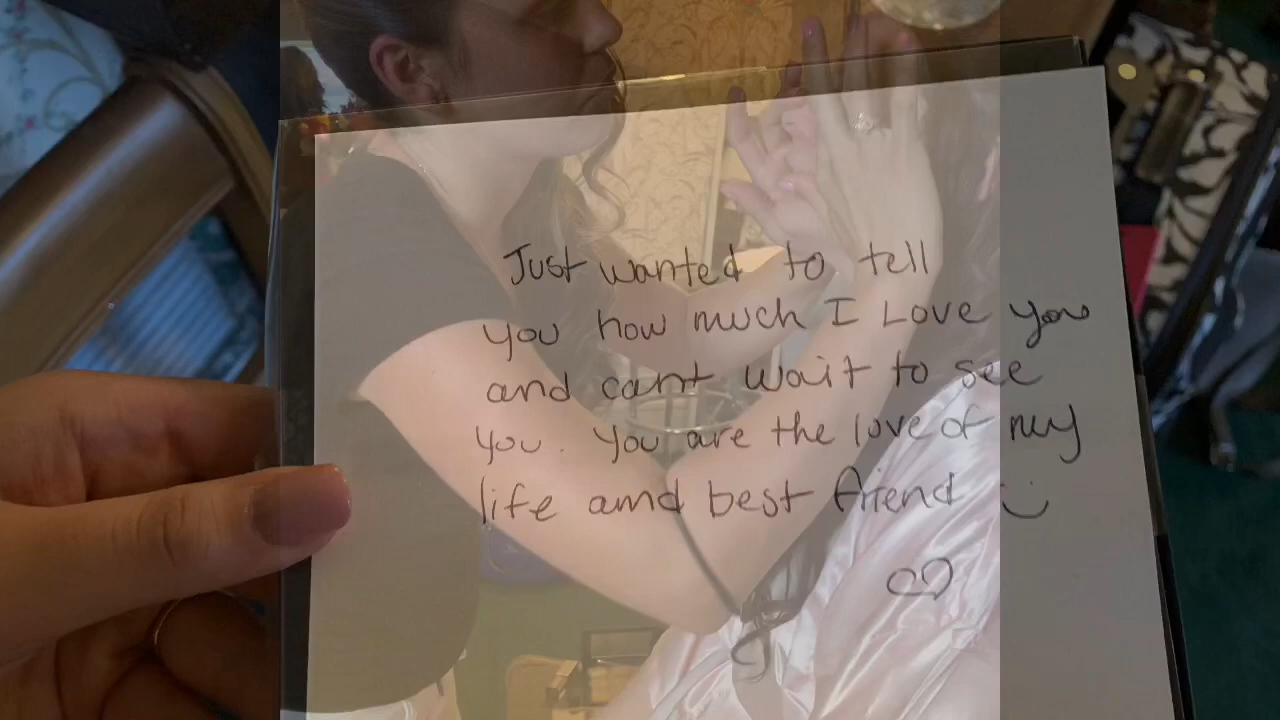 Just wanted to tell
you how much I Love you
and cant wait to see
you. You are the love of my
life and best friend :)